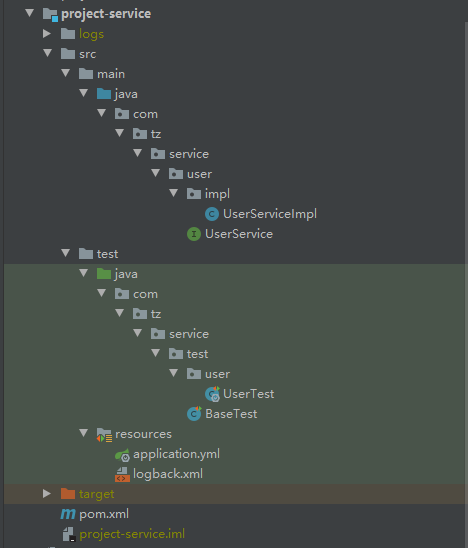 project-service
logs
src
main
java
com
tz
service
user
impl
UserServiceImpl
UserService
test
java
com
tz
service
test
user
UserTest
BaseTest
resources
application.yml
logback.xml
target
pom.xml
project-service.iml